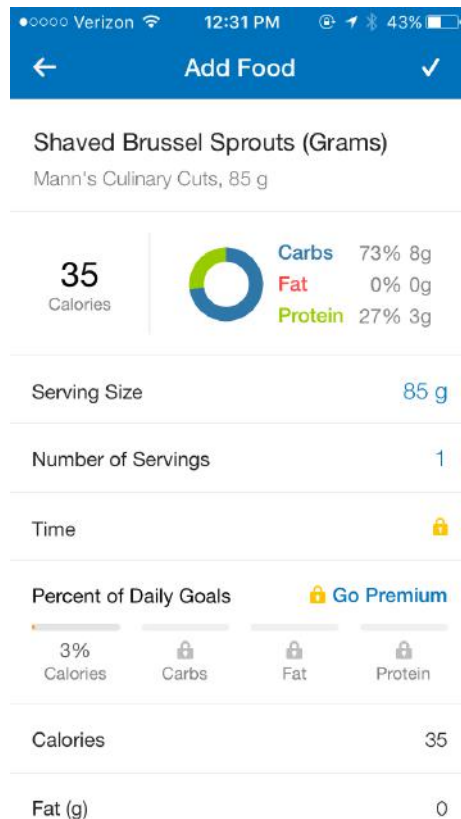 Verizon 12:31 PM 43%
Add Food
Shaved Brussel Sprouts (Grams)
Mann's Culinary Cuts, 85 g
35
Calories
Carbs 73% 8g
Fat 0% 0g
Protein 27% 3g
Serving Size 85 g
Number of Servings 1
Time
Percent of Daily Goals Go Premium
3%
Calories Carbs Fat Protein
Calories 35
Fat (g) 0